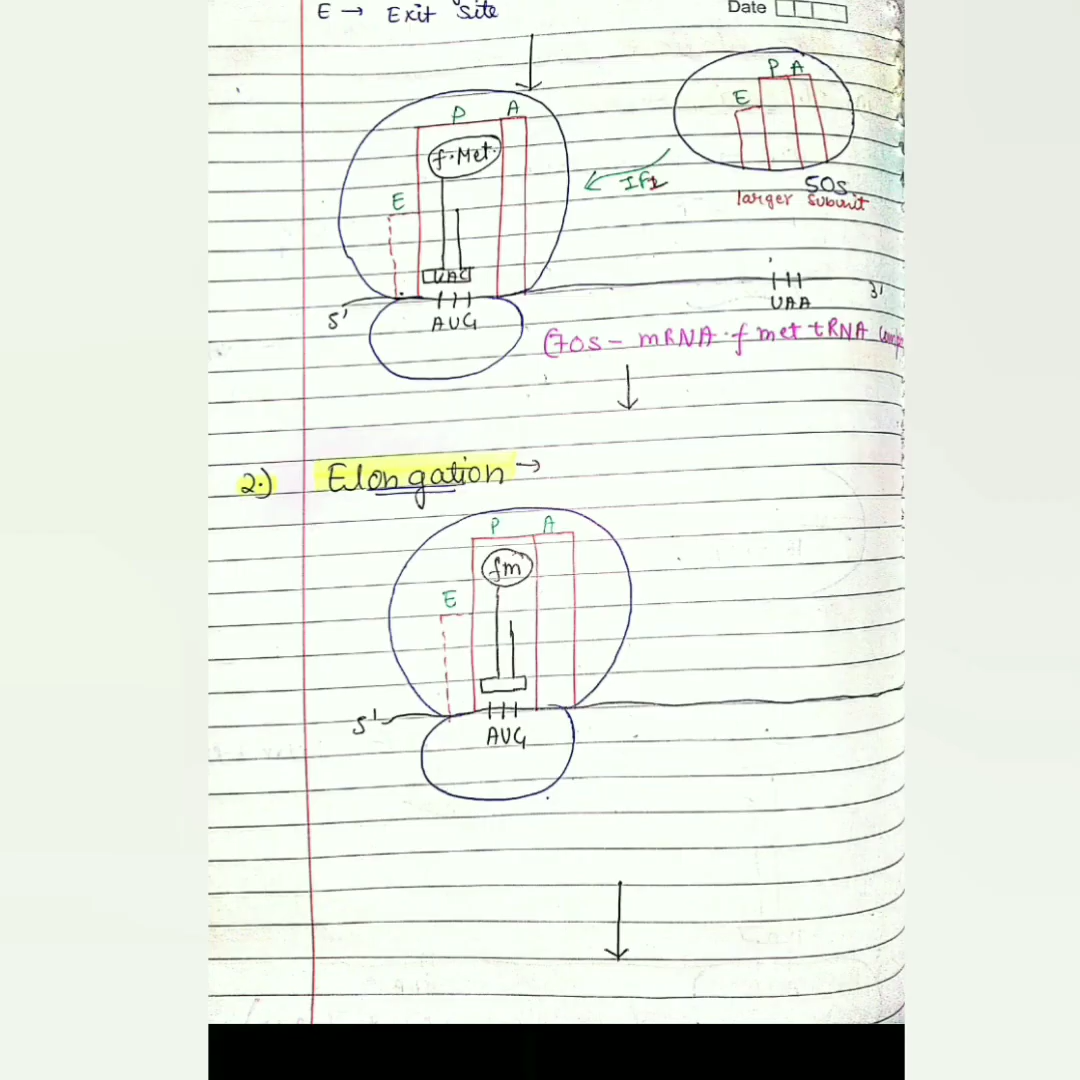 E → Exit site
Date
P A
E
50s
larger subunit
IF2
P A
f-Met
E
UAC
AUG
5'
UAA
3'
70s - mRNA-f met tRNA
2.) Elongation →
P A
fm
E
5'
AUG